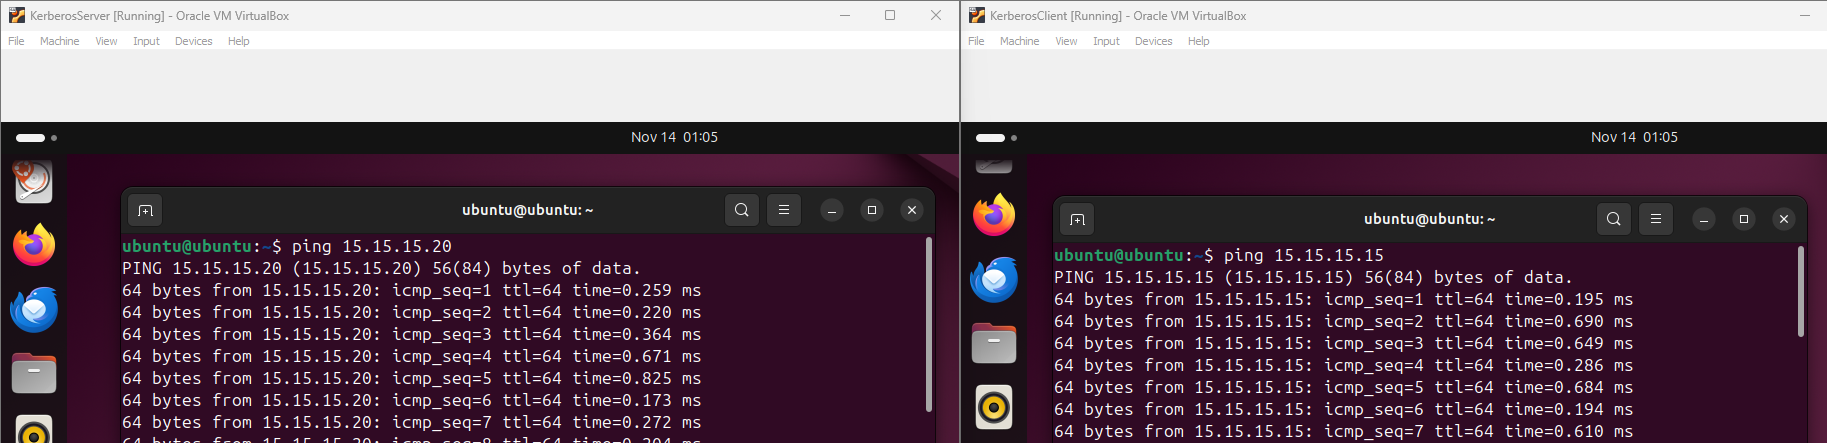 KerberosServer [Running] - Oracle VM VirtualBox
File Machine View Input Devices Help
Nov 14 01:05
ubuntu@ubuntu: ~
ubuntu@ubuntu:~$ ping 15.15.15.20
PING 15.15.15.20 (15.15.15.20) 56(84) bytes of data.
64 bytes from 15.15.15.20: icmp_seq=1 ttl=64 time=0.259 ms
64 bytes from 15.15.15.20: icmp_seq=2 ttl=64 time=0.220 ms
64 bytes from 15.15.15.20: icmp_seq=3 ttl=64 time=0.364 ms
64 bytes from 15.15.15.20: icmp_seq=4 ttl=64 time=0.671 ms
64 bytes from 15.15.15.20: icmp_seq=5 ttl=64 time=0.825 ms
64 bytes from 15.15.15.20: icmp_seq=6 ttl=64 time=0.173 ms
64 bytes from 15.15.15.20: icmp_seq=7 ttl=64 time=0.272 ms
KerberosClient [Running] - Oracle VM VirtualBox
File Machine View Input Devices Help
Nov 14 01:05
ubuntu@ubuntu: ~
ubuntu@ubuntu:~$ ping 15.15.15.15
PING 15.15.15.15 (15.15.15.15) 56(84) bytes of data.
64 bytes from 15.15.15.15: icmp_seq=1 ttl=64 time=0.195 ms
64 bytes from 15.15.15.15: icmp_seq=2 ttl=64 time=0.690 ms
64 bytes from 15.15.15.15: icmp_seq=3 ttl=64 time=0.649 ms
64 bytes from 15.15.15.15: icmp_seq=4 ttl=64 time=0.286 ms
64 bytes from 15.15.15.15: icmp_seq=5 ttl=64 time=0.684 ms
64 bytes from 15.15.15.15: icmp_seq=6 ttl=64 time=0.194 ms
64 bytes from 15.15.15.15: icmp_seq=7 ttl=64 time=0.610 ms